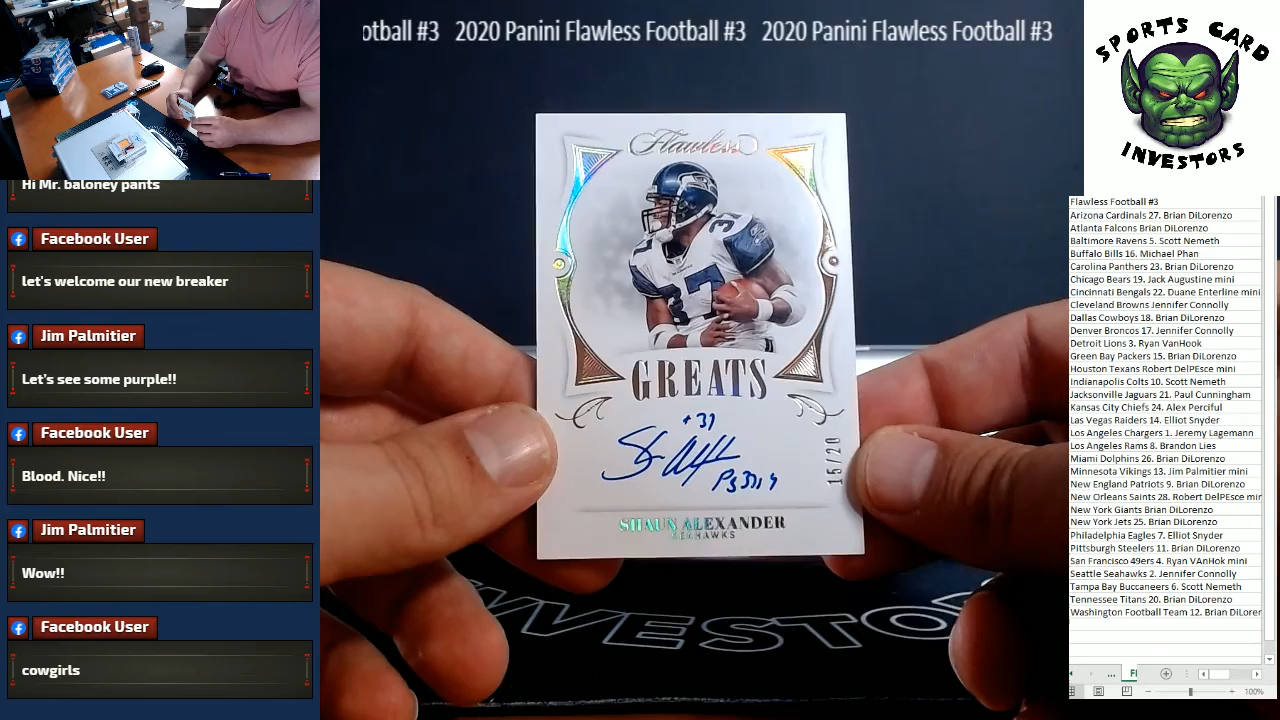 otball #3 2020 Panini Flawless Football #3 2020 Panini Flawless Football #3
SPORTS CARD
INVESTORS
Hi Mr. baloney pants
Facebook User
let's welcome our new breaker
Jim Palmitier
Let's see some purple!!
Facebook User
Blood. Nice!!
Jim Palmitier
Wow!!
Facebook User
cowgirls
Flawless
37
37
GREATS
+37
Ps 37:4
15/20
SHAUN ALEXANDER
SEAHAWKS
NVESTO
Flawless Football #3
Arizona Cardinals 27. Brian DiLorenzo
Atlanta Falcons Brian DiLorenzo
Baltimore Ravens 5. Scott Nemeth
Buffalo Bills 16. Michael Phan
Carolina Panthers 23. Brian DiLorenzo
Chicago Bears 19. Jack Augustine mini
Cincinnati Bengals 22. Duane Enterline mini
Cleveland Browns Jennifer Connolly
Dallas Cowboys 18. Brian DiLorenzo
Denver Broncos 17. Jennifer Connolly
Detroit Lions 3. Ryan VanHook
Green Bay Packers 15. Brian DiLorenzo
Houston Texans Robert DelPEsce mini
Indianapolis Colts 10. Scott Nemeth
Jacksonville Jaguars 21. Paul Cunningham
Kansas City Chiefs 24. Alex Perciful
Las Vegas Raiders 14. Elliot Snyder
Los Angeles Chargers 1. Jeremy Lagemann
Los Angeles Rams 8. Brandon Lies
Miami Dolphins 26. Brian DiLorenzo
Minnesota Vikings 13. Jim Palmitier mini
New England Patriots 9. Brian DiLorenzo
New Orleans Saints 28. Robert DelPEsce mir
New York Giants Brian DiLorenzo
New York Jets 25. Brian DiLorenzo
Philadelphia Eagles 7. Elliot Snyder
Pittsburgh Steelers 11. Brian DiLorenzo
San Francisco 49ers 4. Ryan VAnHok mini
Seattle Seahawks 2. Jennifer Connolly
Tampa Bay Buccaneers 6. Scott Nemeth
Tennessee Titans 20. Brian DiLorenzo
Washington Football Team 12. Brian DiLorer
... Fl
100%